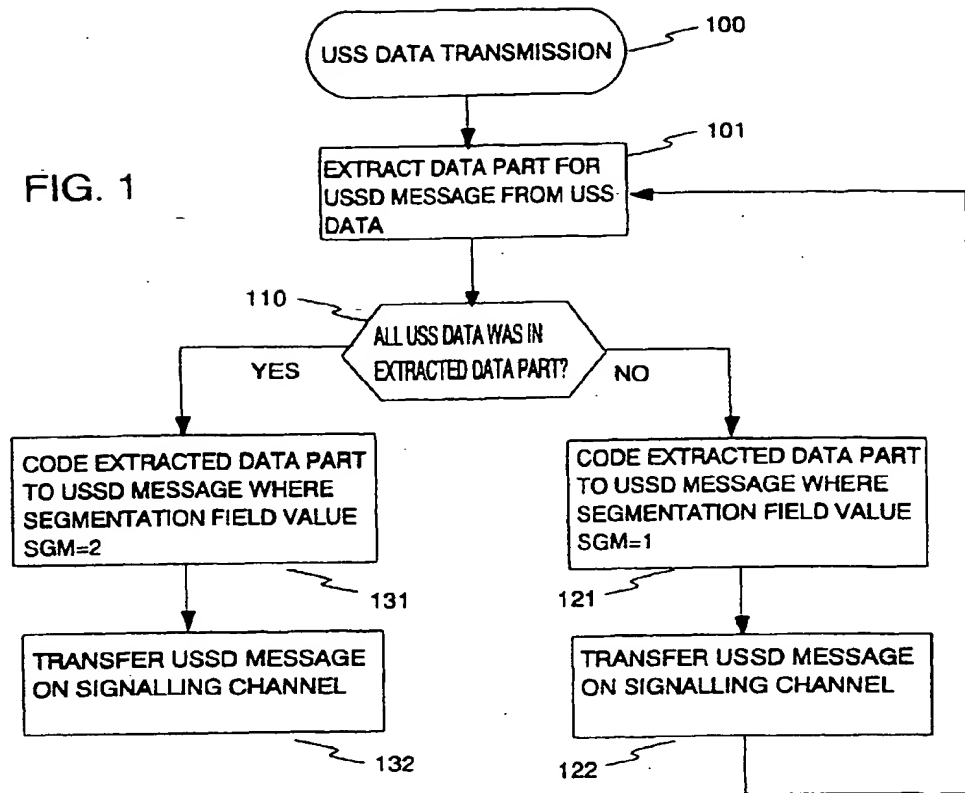 USS DATA TRANSMISSION
100
101
EXTRACT DATA PART FOR
USSD MESSAGE FROM USS
DATA
FIG. 1
110
ALL USS DATA WAS IN
EXTRACTED DATA PART?
YES
NO
CODE EXTRACTED DATA PART
TO USSD MESSAGE WHERE
SEGMENTATION FIELD VALUE
SGM=2
131
CODE EXTRACTED DATA PART
TO USSD MESSAGE WHERE
SEGMENTATION FIELD VALUE
SGM=1
121
TRANSFER USSD MESSAGE
ON SIGNALLING CHANNEL
132
TRANSFER USSD MESSAGE
ON SIGNALLING CHANNEL
122